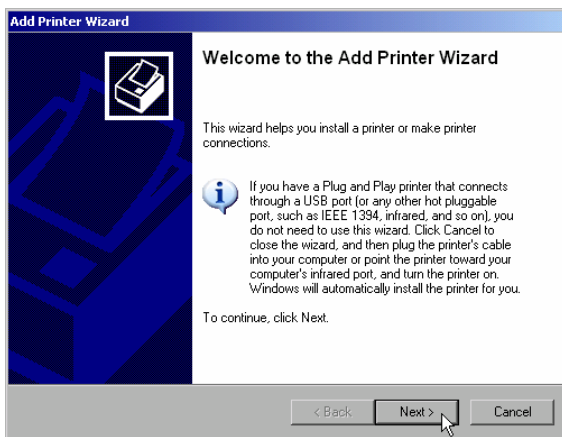 Add Printer Wizard
Welcome to the Add Printer Wizard
This wizard helps you install a printer or make printer
connections.
If you have a Plug and Play printer that connects
through a USB port (or any other hot pluggable
port, such as IEEE 1394, infrared, and so on), you
do not need to use this wizard. Click Cancel to
close the wizard, and then plug the printer's cable
into your computer or point the printer toward your
computer's infrared port, and turn the printer on.
Windows will automatically install the printer for you.
To continue, click Next.
< Back Next > Cancel